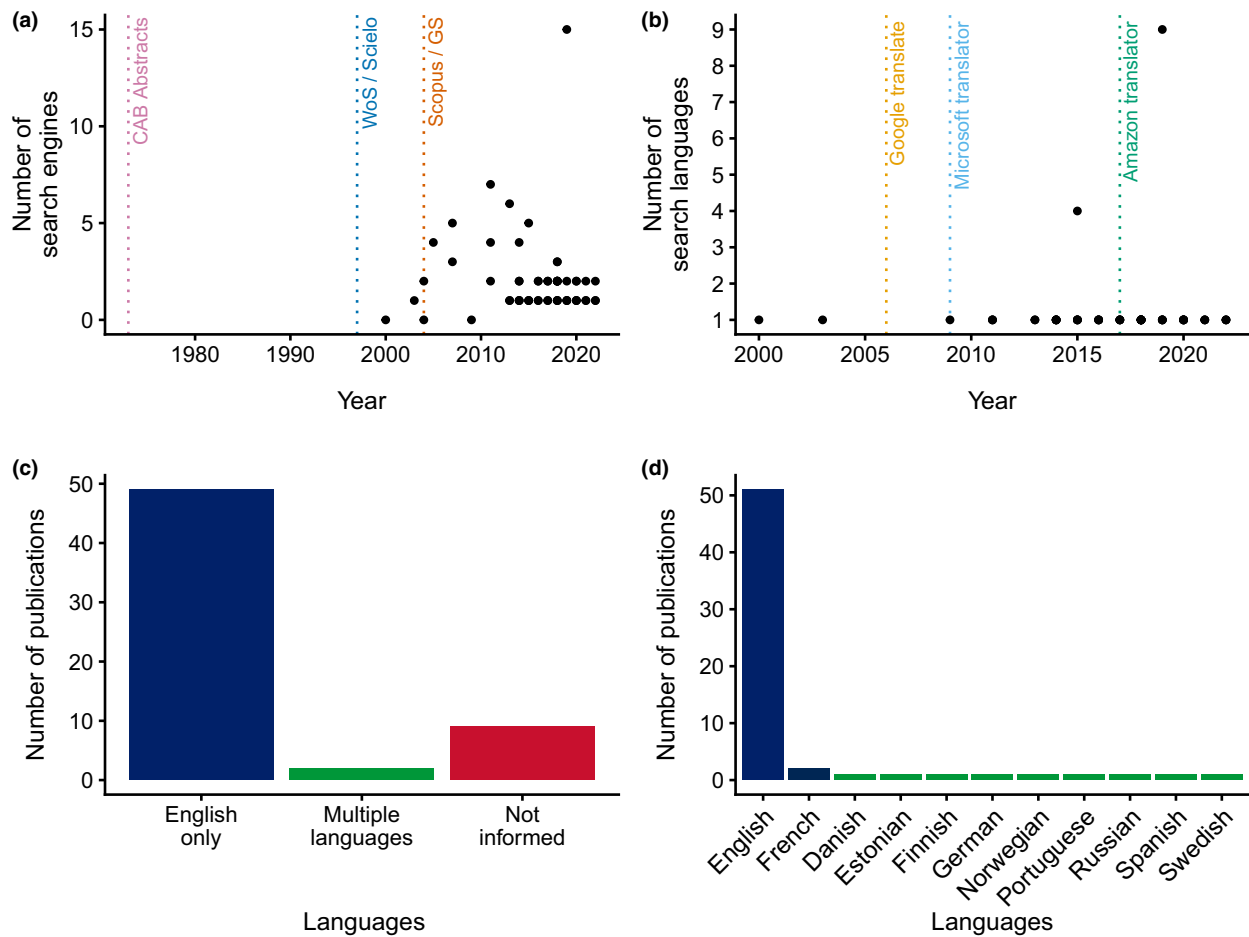 (a)
15
10
5
0
Number of
search engines
CAB Abstracts
WoS / Scielo
Scopus / GS
1980 1990 2000 2010 2020
Year
(b)
9
8
7
6
5
4
3
2
1
Number of
search languages
Google translate
Microsoft translator
Amazon translator
2000 2005 2010 2015 2020
Year
(c)
50
40
30
20
10
0
Number of publications
English
only
Multiple
languages
Not
informed
Languages
(d)
50
40
30
20
10
0
Number of publications
English
French
Danish
Estonian
Finnish
German
Norwegian
Portuguese
Russian
Spanish
Swedish
Languages